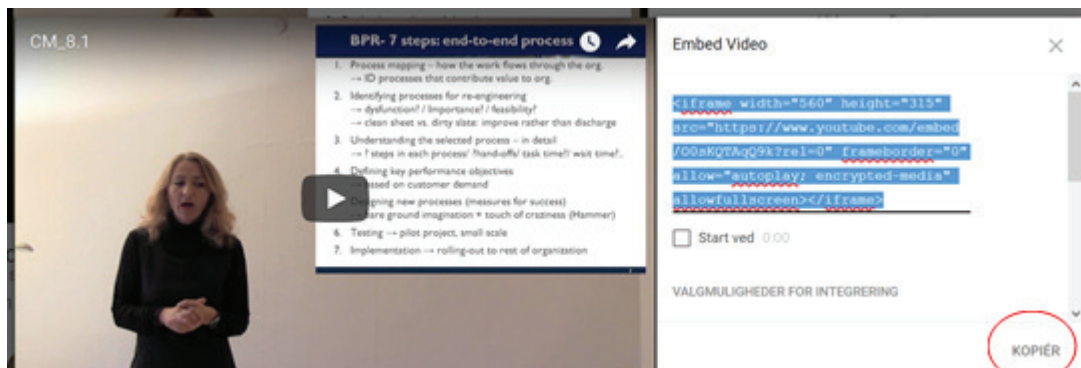 CM_8.1
BPR- 7 steps: end-to-end process
1. Process mapping – how the work flows through the org.
→ ID processes that contribute value to org.
2. Identifying processes for re-engineering
→ dysfunction? / Importance? / feasibility?
→ clean sheet vs. dirty slate: improve rather than discharge
3. Understanding the selected process – in detail
→ ? steps in each process/ ?hand-offs/ task time?/ wait time?.
4. Defining key performance objectives
→ based on customer demand
Designing new processes (measures for success)
→ bare ground imagination + touch of craziness (Hammer)
6. Testing → pilot project, small scale
7. Implementation → rolling-out to rest of organization
Embed Video
<iframe width="560" height="315"
src="https://www.youtube.com/embed
/O0sKQTAqQ9k?rel=0" frameborder="0"
allow="autoplay; encrypted-media"
allowfullscreen></iframe>
Start ved 0:00
VALGMULIGHEDER FOR INTEGRERING
KOPIÉR